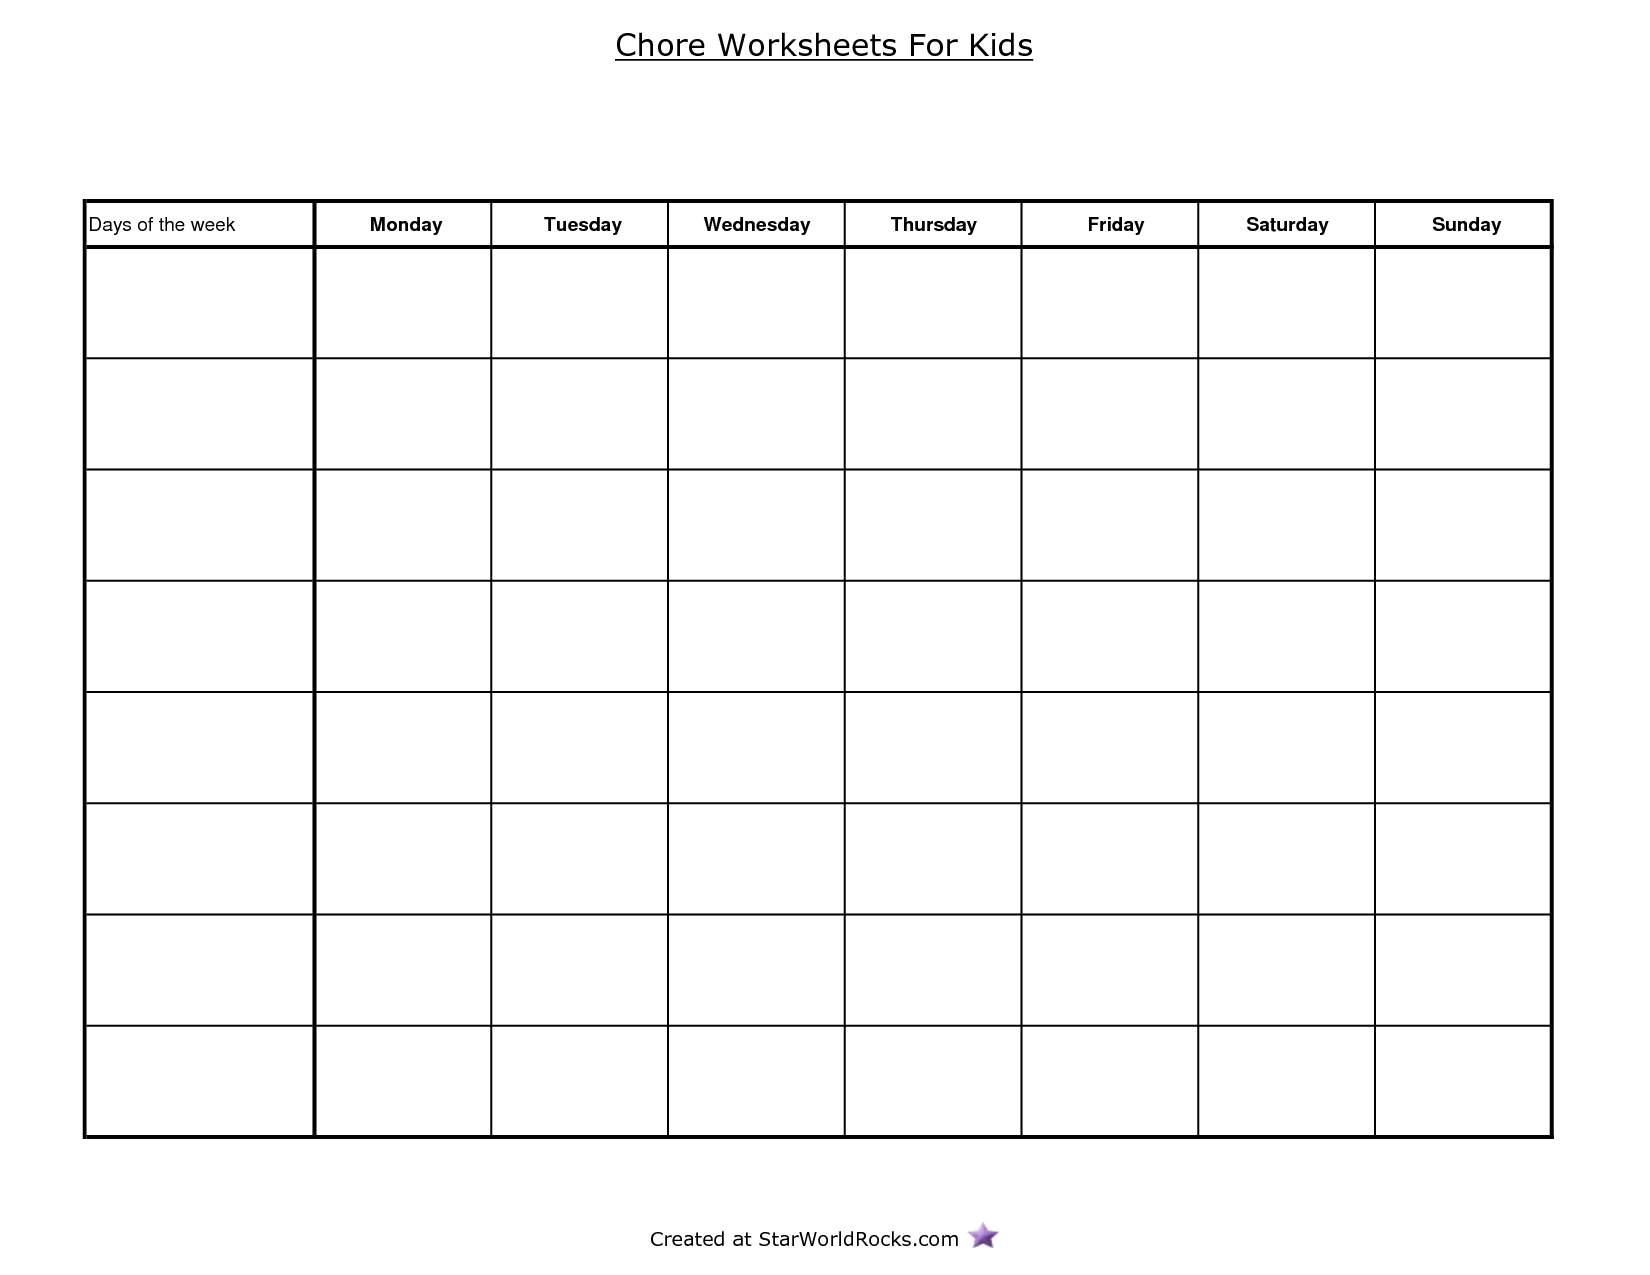 Chore Worksheets For Kids
Days of the week Monday Tuesday Wednesday Thursday Friday Saturday Sunday
Created at StarWorldRocks.com